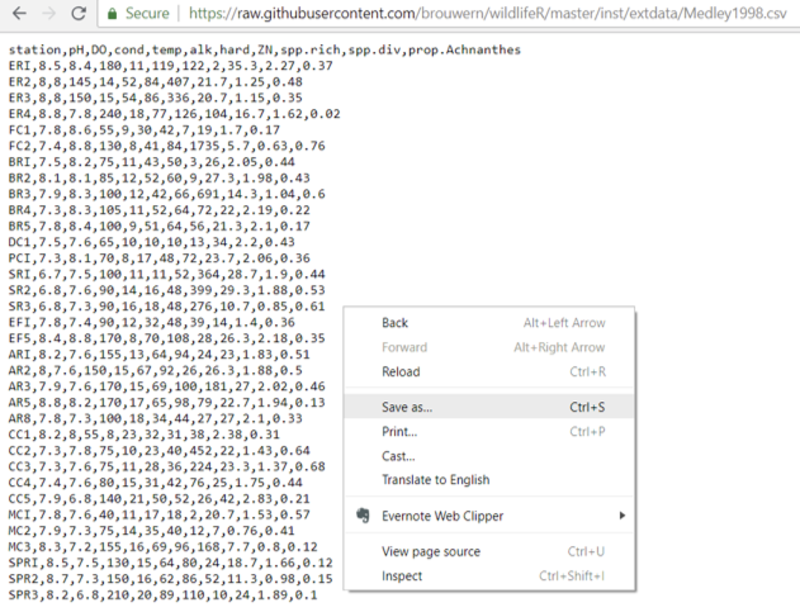 Secure https://raw.githubusercontent.com/brouwern/wildlifeR/master/inst/extdata/Medley1998.csv
station,pH,DO,cond,temp,alk,hard,ZN,spp.rich,spp.div,prop.Achnanthes
ERI,8.5,8.4,180,11,119,122,2,35.3,2.27,0.37
ER2,8,8,145,14,52,84,407,21.7,1.25,0.48
ER3,8,8,150,15,54,86,336,20.7,1.15,0.35
ER4,8.8,7.8,240,18,77,126,104,16.7,1.62,0.02
FC1,7.8,8.6,55,9,30,42,7,19,1.7,0.17
FC2,7.4,8.8,130,8,41,84,1735,5.7,0.63,0.76
BRI,7.5,8.2,75,11,43,50,3,26,2.05,0.44
BR2,8.1,8.1,85,12,52,60,9,27.3,1.98,0.43
BR3,7.9,8.3,100,12,42,66,691,14.3,1.04,0.6
BR4,7.3,8.3,105,11,52,64,72,22,2.19,0.22
BR5,7.8,8.4,100,9,51,64,56,21.3,2.1,0.17
DC1,7.5,7.6,65,10,10,10,13,34,2.2,0.43
PCI,7.3,8.1,70,8,17,48,72,23.7,2.06,0.36
SRI,6.7,7.5,100,11,11,52,364,28.7,1.9,0.44
SR2,6.8,7.6,90,14,16,48,399,29.3,1.88,0.53
SR3,6.8,7.3,90,16,18,48,276,10.7,0.85,0.61
EFI,7.8,7.4,90,12,32,48,39,14,1.4,0.36
EF5,8.4,8.8,170,8,70,108,28,26.3,2.18,0.35
ARI,8.2,7.6,155,13,64,94,24,23,1.83,0.51
AR2,8,7.6,150,15,67,92,26,26.3,1.88,0.5
AR3,7.9,7.6,170,15,69,100,181,27,2.02,0.46
AR5,8.8,8.2,170,17,65,98,79,22.7,1.94,0.13
AR8,7.8,7.3,100,18,34,44,27,27,2.1,0.33
CC1,8.2,8,55,8,23,32,31,38,2.38,0.31
CC2,7.3,7.8,75,10,23,40,452,22,1.43,0.64
CC3,7.3,7.6,75,11,28,36,224,23.3,1.37,0.68
CC4,7.4,7.6,80,15,31,42,76,25,1.75,0.44
CC5,7.9,6.8,140,21,50,52,26,42,2.83,0.21
MCI,7.8,7.6,40,11,17,18,2,20.7,1.53,0.57
MC2,7.9,7.3,75,14,35,40,12,7,0.76,0.41
MC3,8.3,7.2,155,16,69,96,168,7.7,0.8,0.12
SPRI,8.5,7.5,130,15,64,80,24,18.7,1.66,0.12
SPR2,8.7,7.3,150,16,62,86,52,11.3,0.98,0.15
SPR3,8.2,6.8,210,20,89,110,10,24,1.89,0.1
Back Alt+Left Arrow
Forward Alt+Right Arrow
Reload Ctrl+R
Save as... Ctrl+S
Print... Ctrl+P
Cast...
Translate to English
Evernote Web Clipper
View page source Ctrl+U
Inspect Ctrl+Shift+I